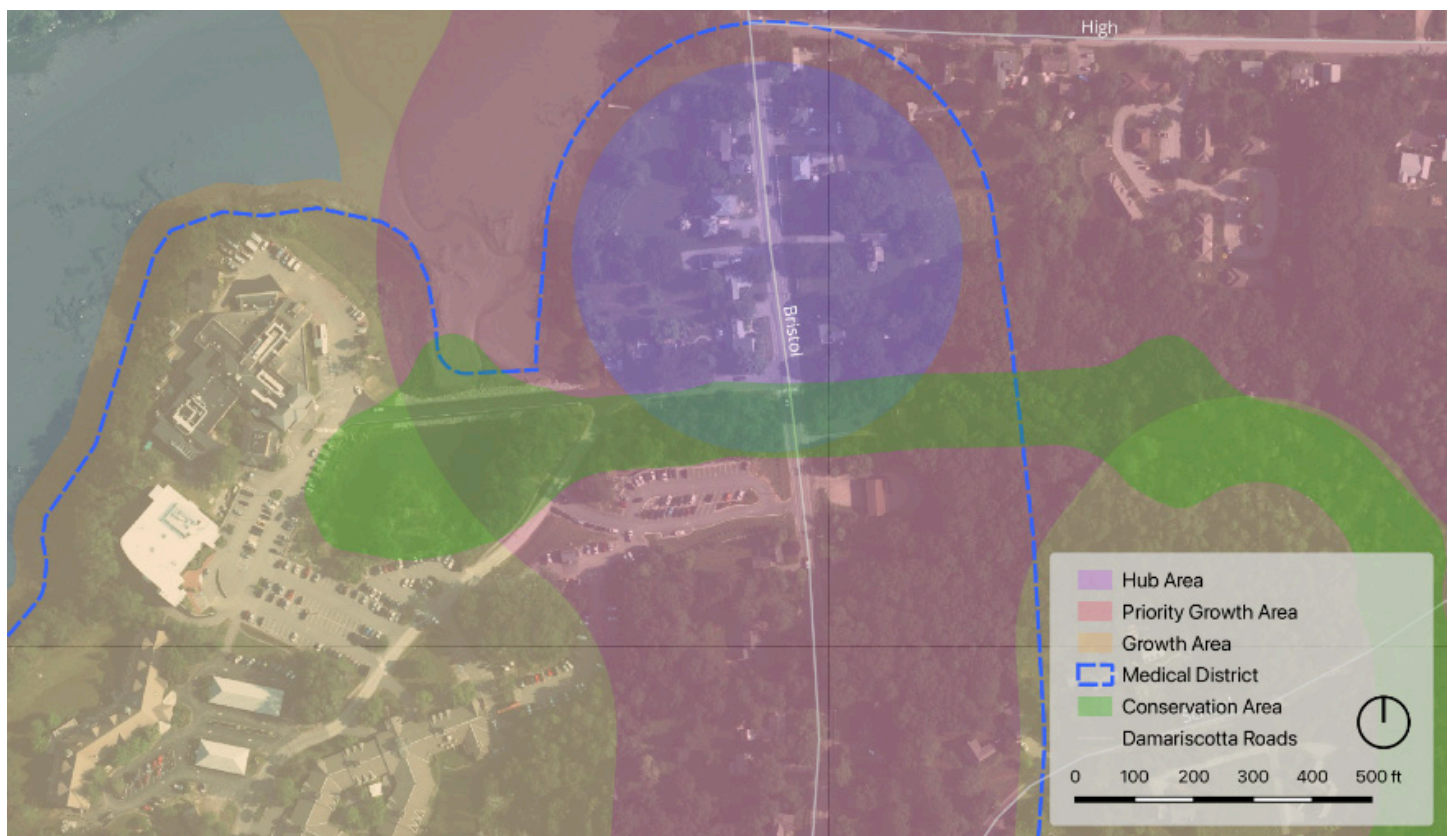 High
Bristol
Hub Area
Priority Growth Area
Growth Area
Medical District
Conservation Area
Damariscotta Roads
0 100 200 300 400 500 ft